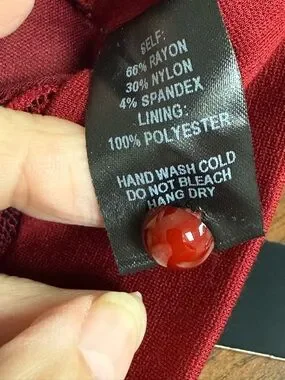 SELF:
66% RAYON
30% NYLON
4% SPANDEX
LINING:
100% POLYESTER
HAND WASH COLD
DO NOT BLEACH
HANG DRY